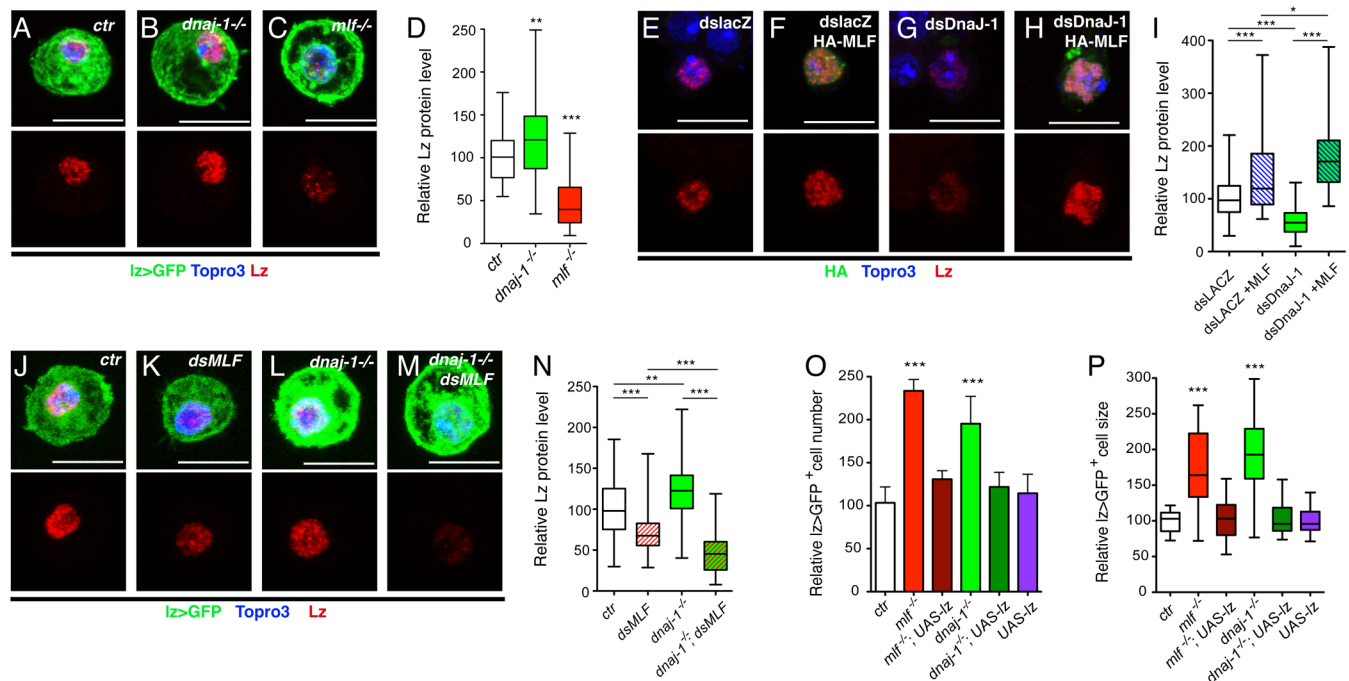 A ctr
B dnaj-1-/-
C mlf-/-
lz>GFP Topro3 Lz
D
Relative Lz protein level
250
200
150
100
50
0
**
***
ctr
dnaj-1-/-
mlf-/-
E dslacZ
F dslacZ
HA-MLF
G dsDnaJ-1
H dsDnaJ-1
HA-MLF
HA Topro3 Lz
I
Relative Lz protein level
400
300
200
100
0
*
***
***
***
dsLACZ
dsLACZ +MLF
dsDnaJ-1
dsDnaJ-1 +MLF
J ctr
K dsMLF
L dnaj-1-/-
M dnaj-1-/-
dsMLF
lz>GFP Topro3 Lz
N
Relative Lz protein level
250
200
150
100
50
0
***
**
***
***
ctr
dsMLF
dnaj-1-/-
dnaj-1-/-; dsMLF
O
Relative lz>GFP + cell number
250
200
150
100
50
0
***
***
ctr
mlf-/-
mlf-/-; UAS-lz
dnaj-1-/-
dnaj-1-/-; UAS-lz
UAS-lz
P
Relative lz>GFP + cell size
300
250
200
150
100
50
0
***
***
ctr
mlf-/-
mlf-/-; UAS-lz
dnaj-1-/-
dnaj-1-/-; UAS-lz
UAS-lz